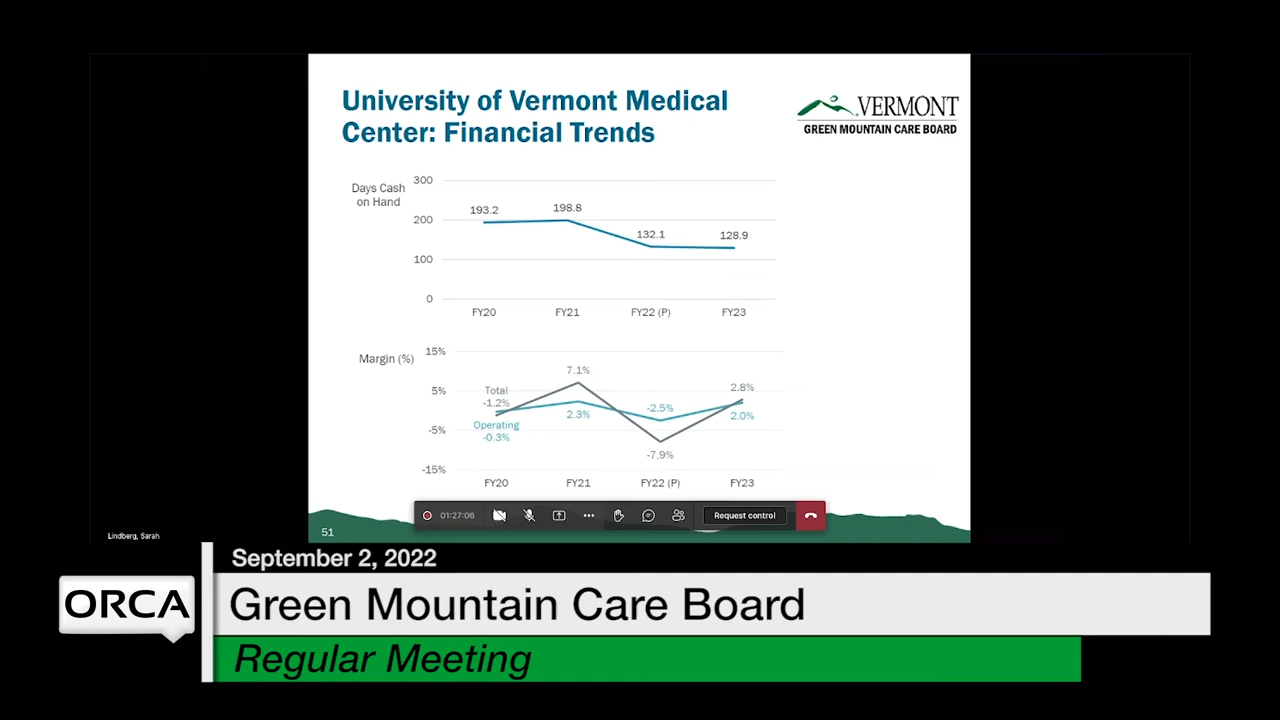 University of Vermont Medical
Center: Financial Trends
VERMONT
GREEN MOUNTAIN CARE BOARD
Days Cash
on Hand
300
200
100
0
193.2
198.8
132.1
128.9
FY20
FY21
FY22 (P)
FY23
Margin (%)
15%
5%
-5%
-15%
Total
-1.2%
Operating
-0.3%
7.1%
2.3%
-2.5%
-7.9%
2.8%
2.0%
FY20
FY21
FY22 (P)
FY23
01:27:06
Request control
51
Lindberg, Sarah
September 2, 2022
ORCA
Green Mountain Care Board
Regular Meeting